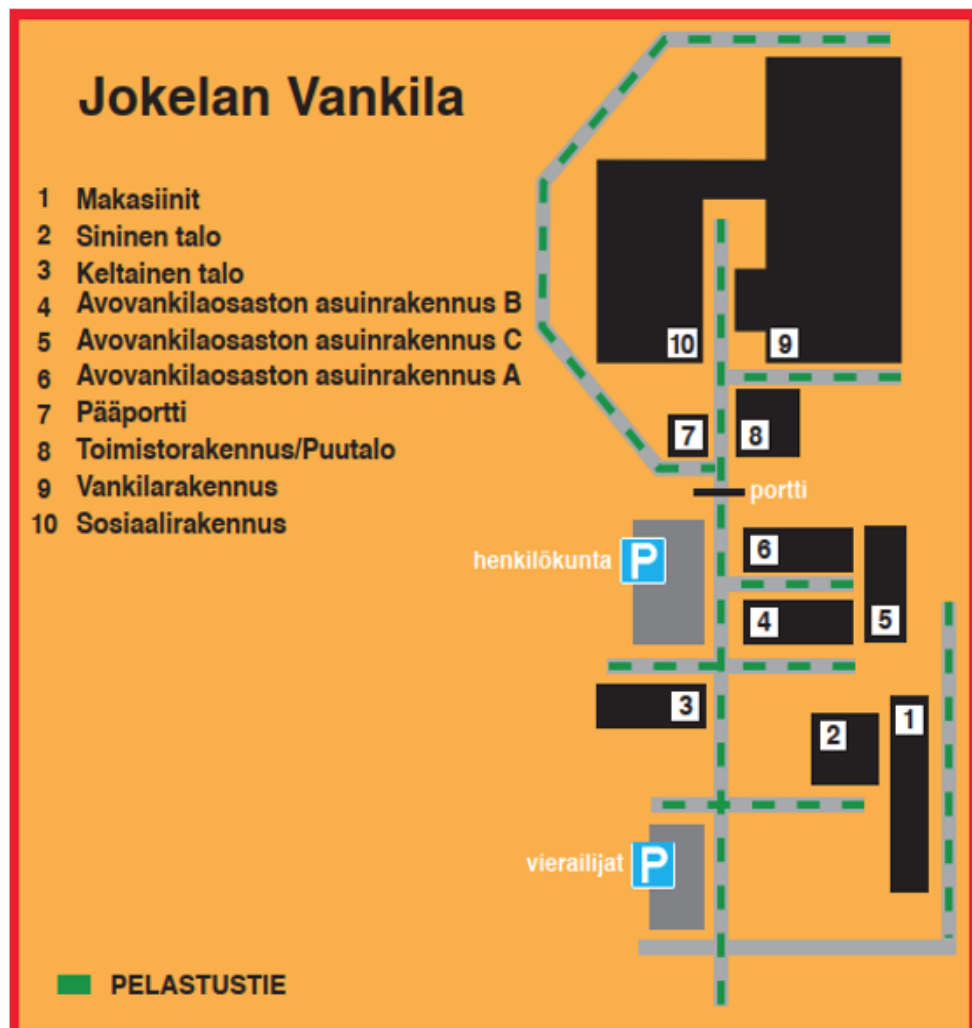 Jokelan Vankila
1 Makasiinit
2 Sininen talo
3 Keltainen talo
4 Avovankilaosaston asuinrakennus B
5 Avovankilaosaston asuinrakennus C
6 Avovankilaosaston asuinrakennus A
7 Pääportti
8 Toimistorakennus/Puutalo
9 Vankilarakennus
10 Sosiaalirakennus
10
9
7
8
portti
henkilökunta
P
6
4
5
3
2
1
vierailijat
P
PELASTUSTIE